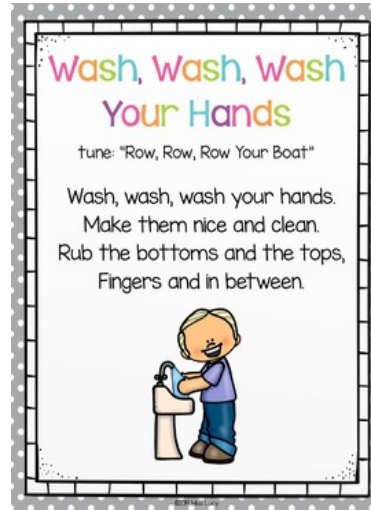 Wash, Wash, Wash
Your Hands
tune: "Row, Row, Row Your Boat"
Wash, wash, wash your hands.
Make them nice and clean.
Rub the bottoms and the tops,
Fingers and in between.